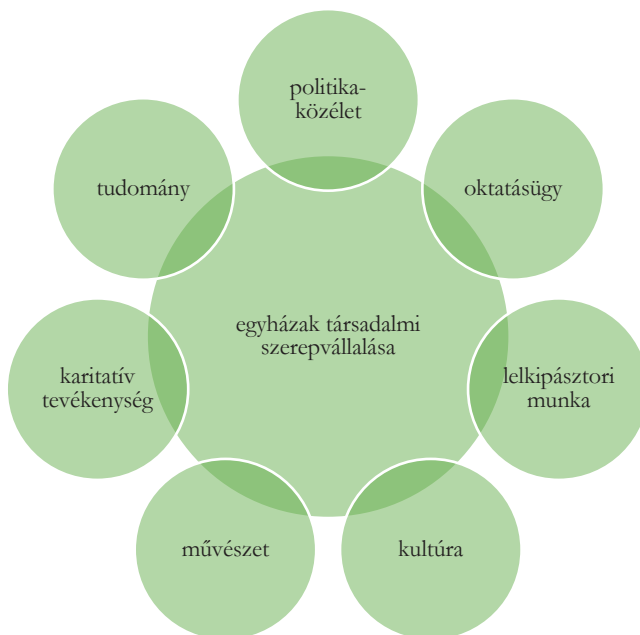 politika-
közélet
tudomány
oktatásügy
egyházak társadalmi
szerepvállalása
karitatív
tevékenység
lelkipásztori
munka
művészet
kultúra